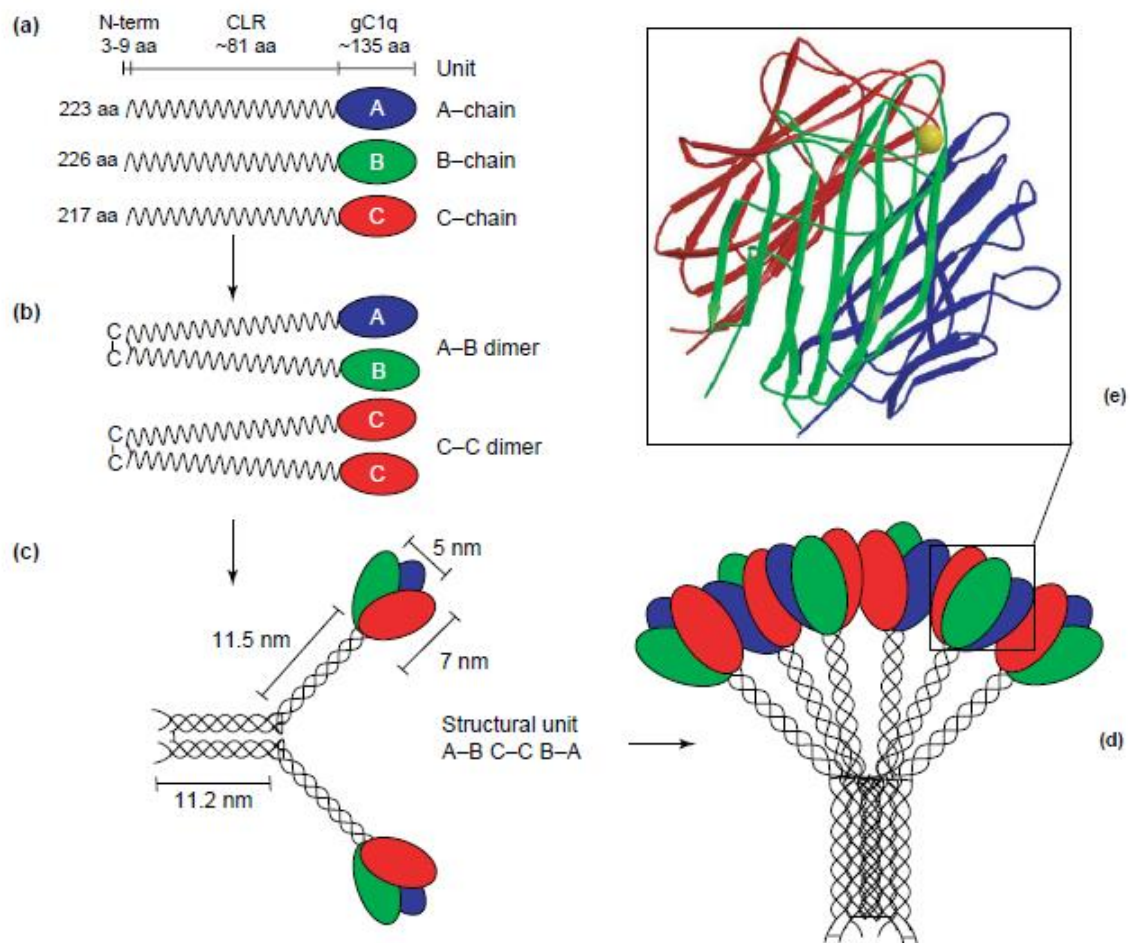 (a)
N-term CLR gC1q
3-9 aa ~81 aa ~135 aa
Unit
223 aa A A–chain
226 aa B B–chain
217 aa C C–chain
(b)
C A
C B
A–B dimer
C C
C C
C–C dimer
(e)
(c)
5 nm
11.5 nm
7 nm
Structural unit
A–B C–C B–A
11.2 nm
(d)